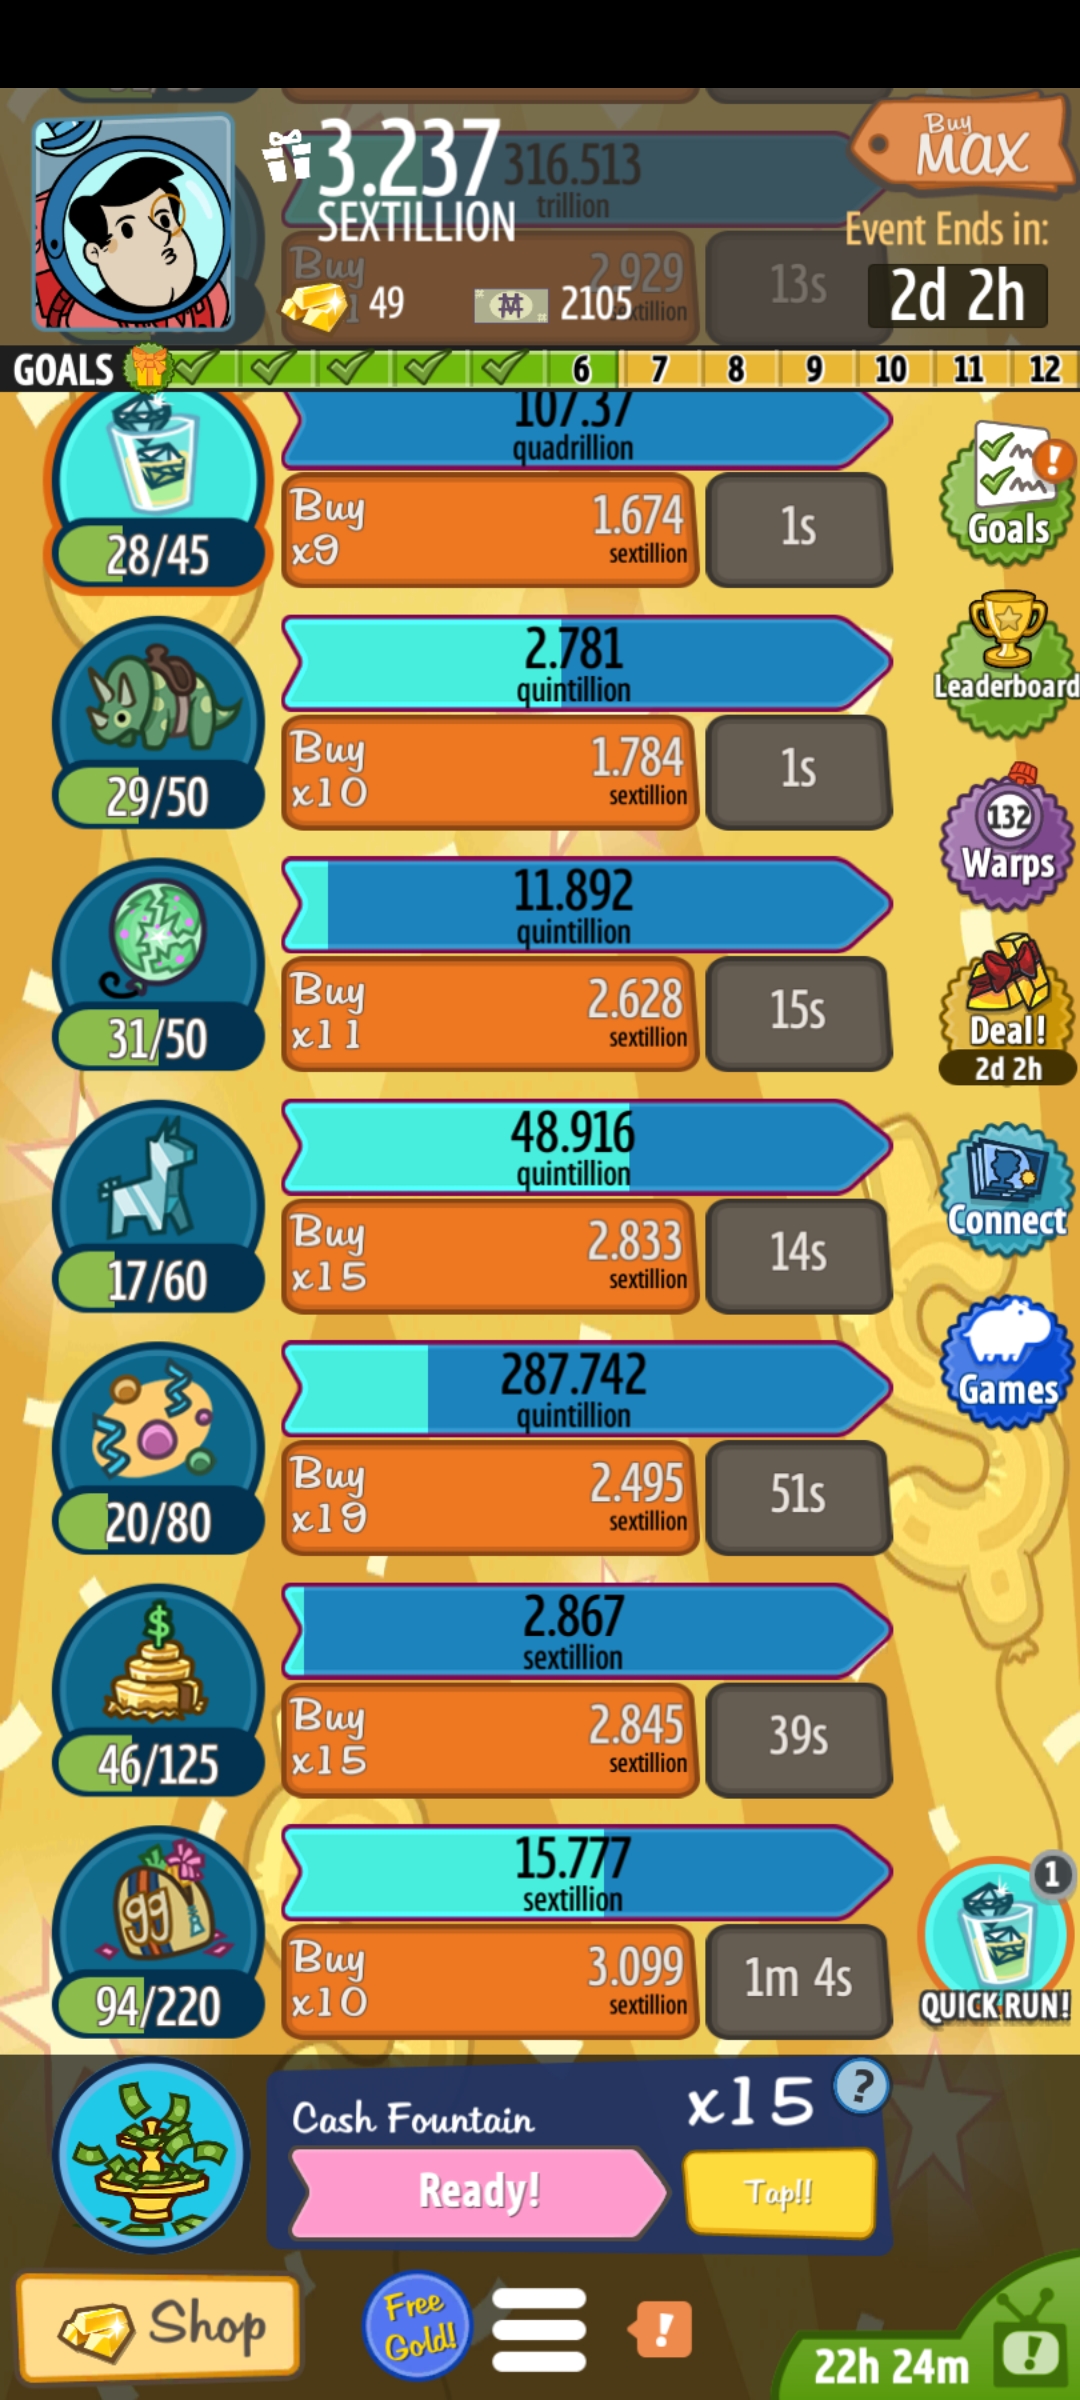 3.237
SEXTILLION
316.513
trillion
Buy
MAX
Event Ends in:
2d 2h
Buy
2.929
13s
49
2105
GOALS
6
7
8
9
10
11
12
107.37
quadrillion
28/45
Buy
x9
1.674
sextillion
1s
Goals
2.781
quintillion
29/50
Buy
x10
1.784
sextillion
1s
Leaderboard
11.892
quintillion
31/50
Buy
x11
2.628
sextillion
15s
132
Warps
Deal!
2d 2h
48.916
quintillion
17/60
Buy
x15
2.833
sextillion
14s
Connect
287.742
quintillion
20/80
Buy
x19
2.495
sextillion
51s
Games
2.867
sextillion
$
46/125
Buy
x15
2.845
sextillion
39s
15.777
sextillion
99
94/220
Buy
x10
3.099
sextillion
1m 4s
1
QUICK RUN!
Cash Fountain
x15
?
Ready!
Tap!!
Shop
Free
Gold!
!
22h 24m
!